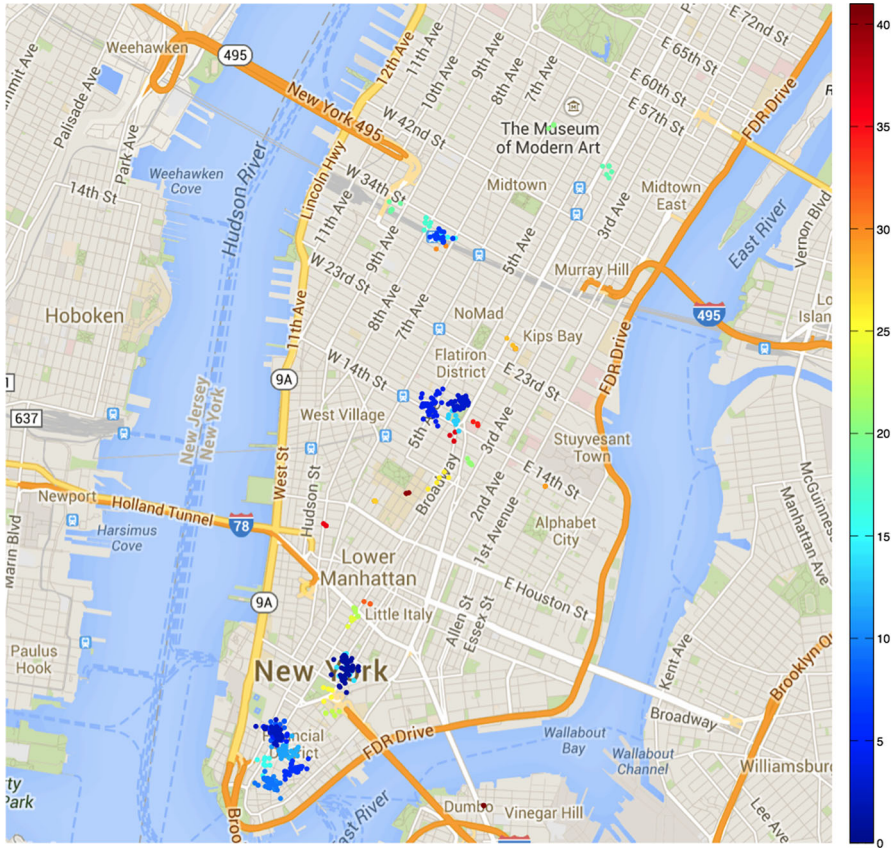 Weehawken
495
12th Ave
11th Ave
10th Ave
9th Ave
8th Ave
7th Ave
E 72nd St
E 65th St
E 60th St
E 57th St
Palisade Ave
Park Ave
New York 495
W 42nd St
The Museum
of Modern Art
FDR Drive
Weehawken
Cove
Hudson River
Lincoln Hwy
14th St
W 34th St
Midtown
Midtown
East
3rd Ave
11th Ave
9th Ave
5th Ave
East River
Vernon Blvd
W 23rd St
Murray Hill
Hoboken
11th Ave
8th Ave
7th Ave
NoMad
Kips Bay
495
Flatiron
District
FDR Drive
W 14th St
E 23rd St
9A
1
637
New Jersey
New York
West Village
5th
3rd Ave
Stuyvesant
Town
West St
Hudson St
Broadway
E 14th St
2nd Ave
1st Avenue
Alphabet
City
McGuinness
Manhattan Ave
Newport
Holland Tunnel
78
Harsimus
Cove
Marin Blvd
Lower
Manhattan
E Houston St
9A
Little Italy
Allen St
Essex St
Paulus
Hook
New York
Kent Ave
Broadway
Brooklyn
FDR Drive
Wallabout
Bay
Wallabout
Channel
Williamsburg
District
Park
East River
Dumbo
Vinegar Hill
Lee Ave
40
35
30
25
20
15
10
5
0